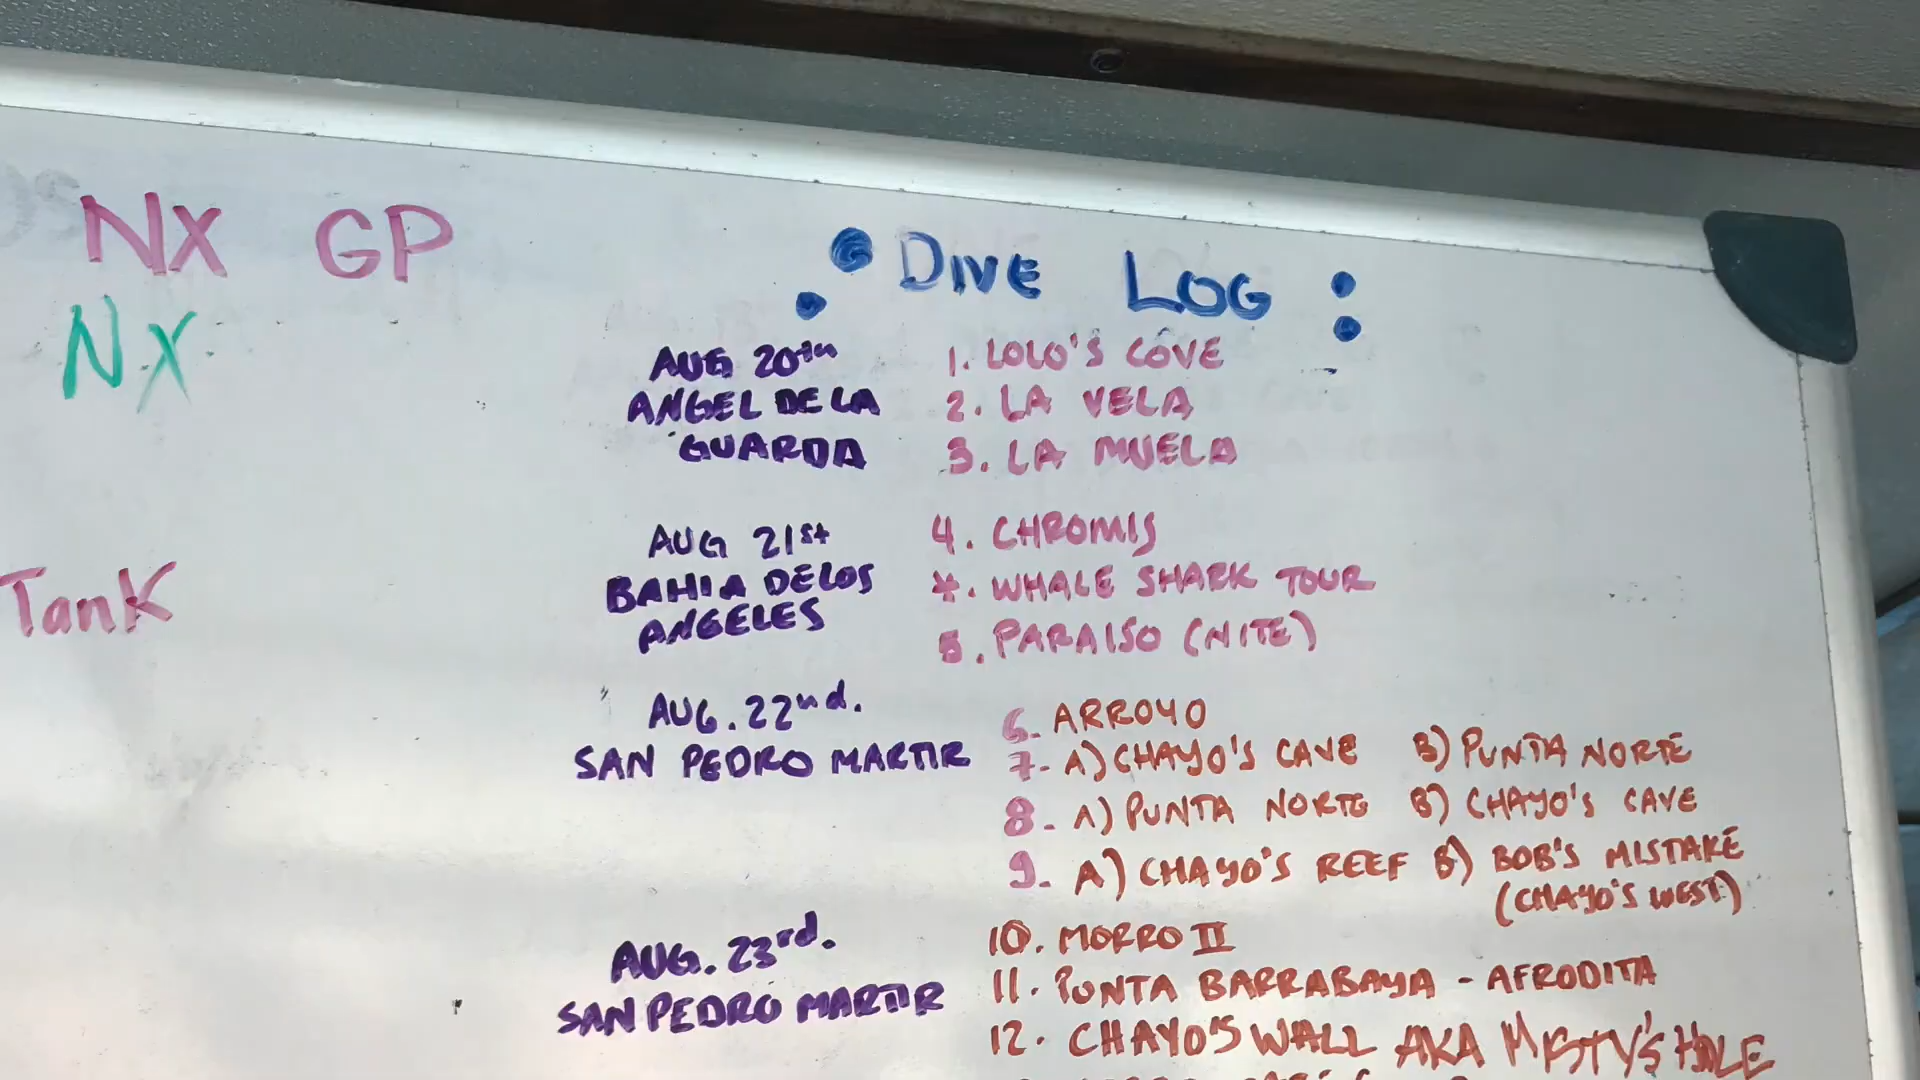 NX GP
NX
TanK
DIVE LOG :
AUG 20th
ANGEL DE LA
GUARDA
1. LOLO'S COVE
2. LA VELA
3. LA MUELA
AUG 21st
BAHIA DE LOS
ANGELES
4. CHROMIS
*. WHALE SHARK TOUR
5. PARAISO (NITE)
AUG. 22nd.
SAN PEDRO MARTIR
6. ARROYO
7- A) CHAYO'S CAVE B) PUNTA NORTE
8- A) PUNTA NORTE B) CHAYO'S CAVE
9- A) CHAYO'S REEF B) BOB'S MISTAKE
(CHAYO'S WEST)
AUG. 23rd.
SAN PEDRO MARTIR
10. MORRO II
11. PUNTA BARRABAYA - AFRODITA
12. CHAYO'S WALL AKA MISTY'S HOLE